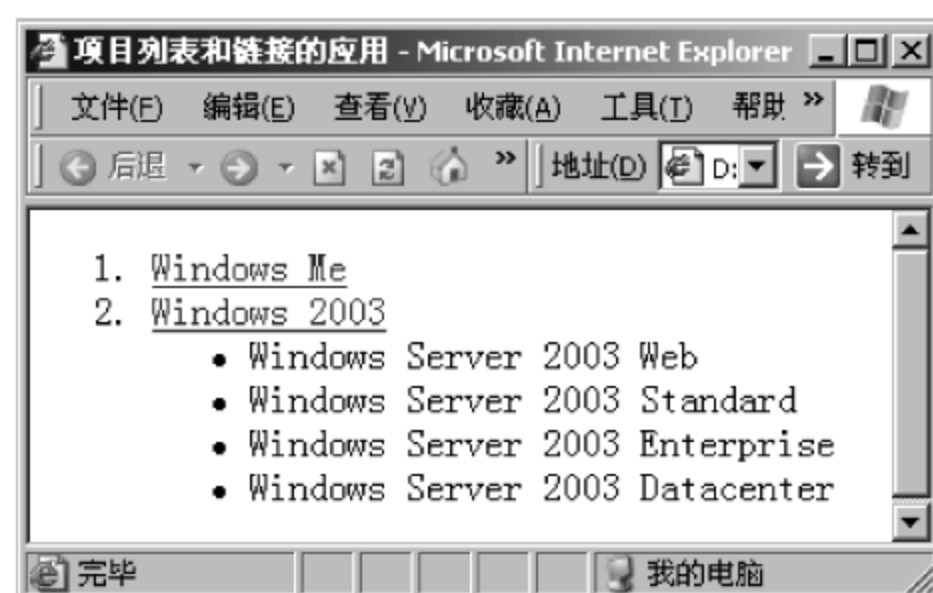 项目列表和链接的应用 - Microsoft Internet Explorer
文件(F) 编辑(E) 查看(V) 收藏(A) 工具(T) 帮助 »
后退 » 地址(D) D: 转到
1. Windows Me
2. Windows 2003
• Windows Server 2003 Web
• Windows Server 2003 Standard
• Windows Server 2003 Enterprise
• Windows Server 2003 Datacenter
完毕 我的电脑